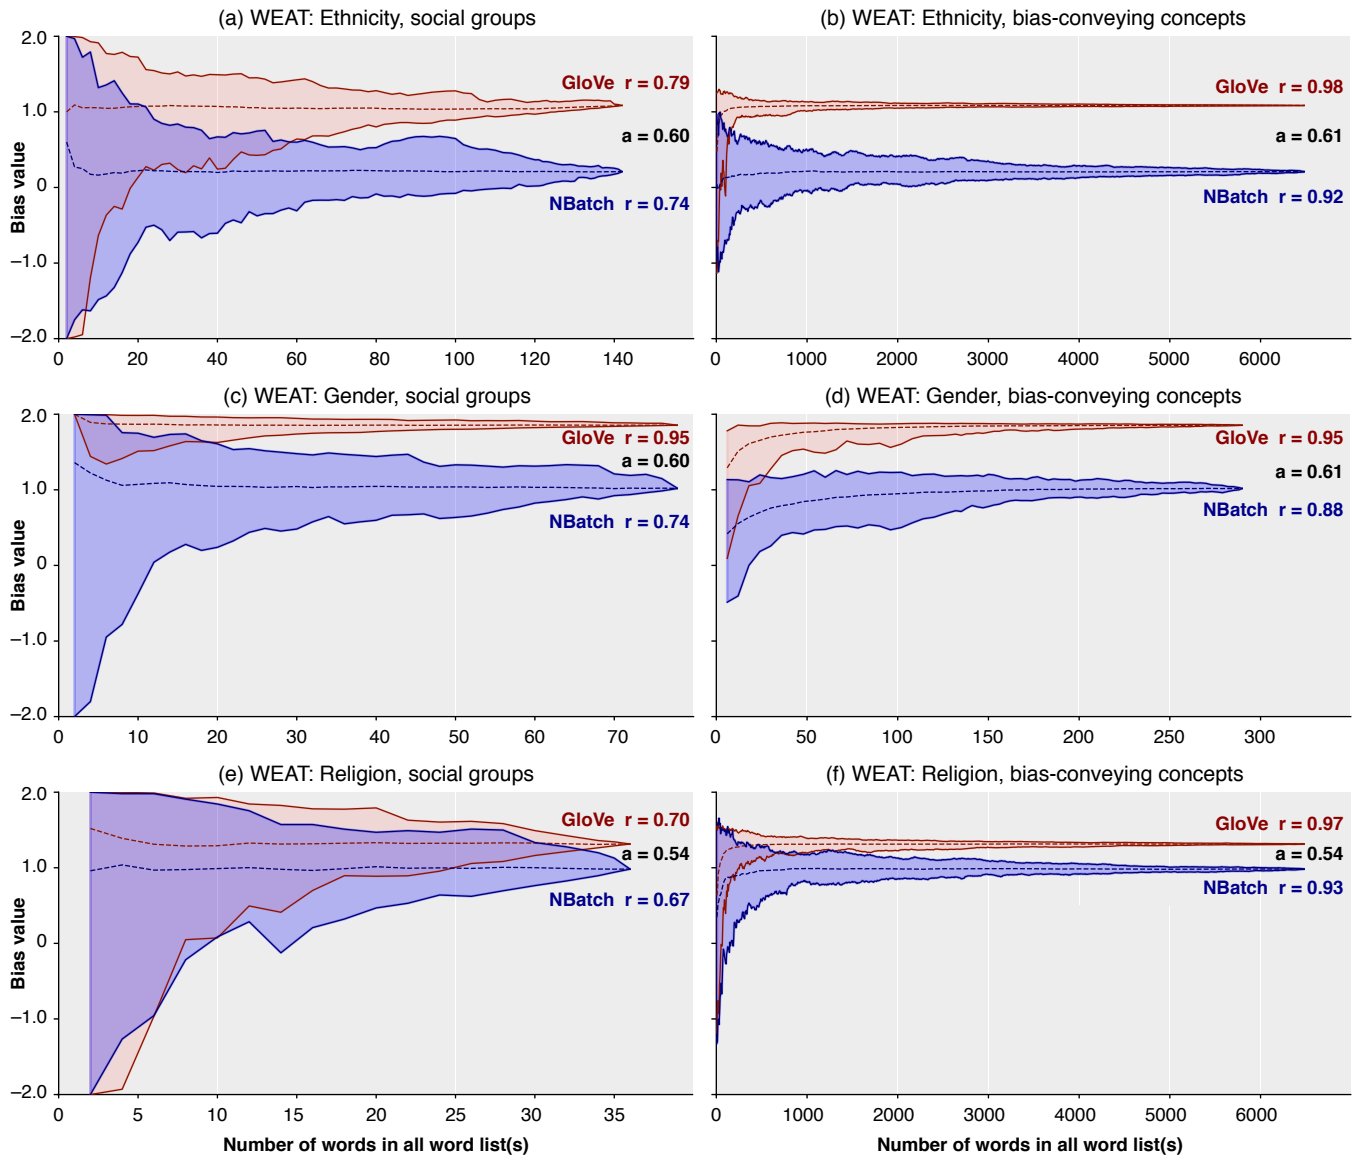 (a) WEAT: Ethnicity, social groups
2.0
1.0
0
−1.0
−2.0
Bias value
GloVe r = 0.79
a = 0.60
NBatch r = 0.74
0 20 40 60 80 100 120 140
(b) WEAT: Ethnicity, bias-conveying concepts
GloVe r = 0.98
a = 0.61
NBatch r = 0.92
0 1000 2000 3000 4000 5000 6000
(c) WEAT: Gender, social groups
2.0
1.0
0
−1.0
−2.0
Bias value
GloVe r = 0.95
a = 0.60
NBatch r = 0.74
0 10 20 30 40 50 60 70
(d) WEAT: Gender, bias-conveying concepts
GloVe r = 0.95
a = 0.61
NBatch r = 0.88
0 50 100 150 200 250 300
(e) WEAT: Religion, social groups
2.0
1.0
0
−1.0
−2.0
Bias value
GloVe r = 0.70
a = 0.54
NBatch r = 0.67
0 5 10 15 20 25 30 35
Number of words in all word list(s)
(f) WEAT: Religion, bias-conveying concepts
GloVe r = 0.97
a = 0.54
NBatch r = 0.93
0 1000 2000 3000 4000 5000 6000
Number of words in all word list(s)